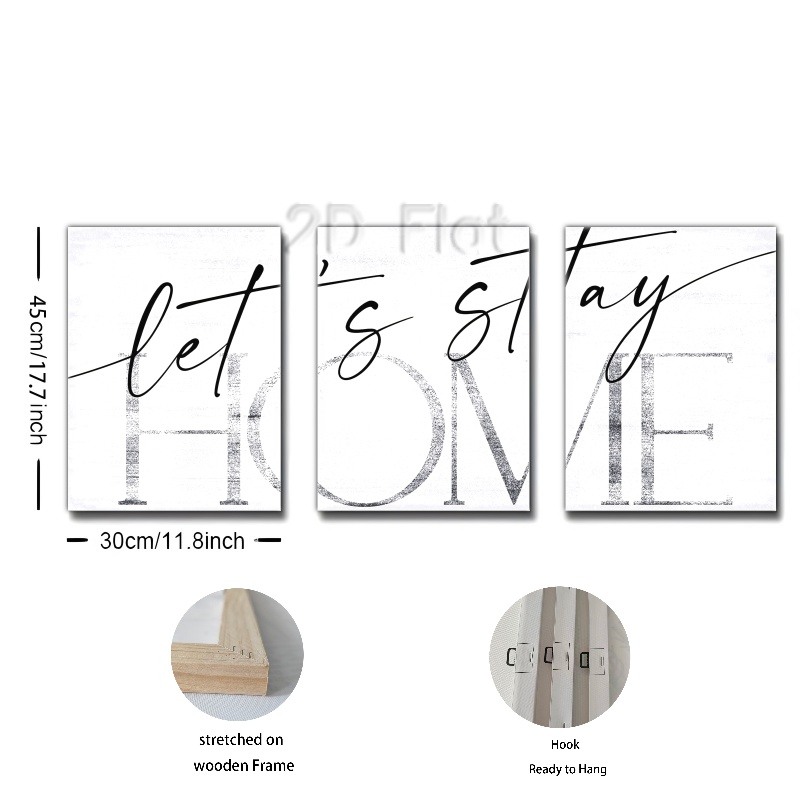 2D Flat
let's stay
HOME
45cm/17.7inch
30cm/11.8inch
stretched on
wooden Frame
Hook
Ready to Hang